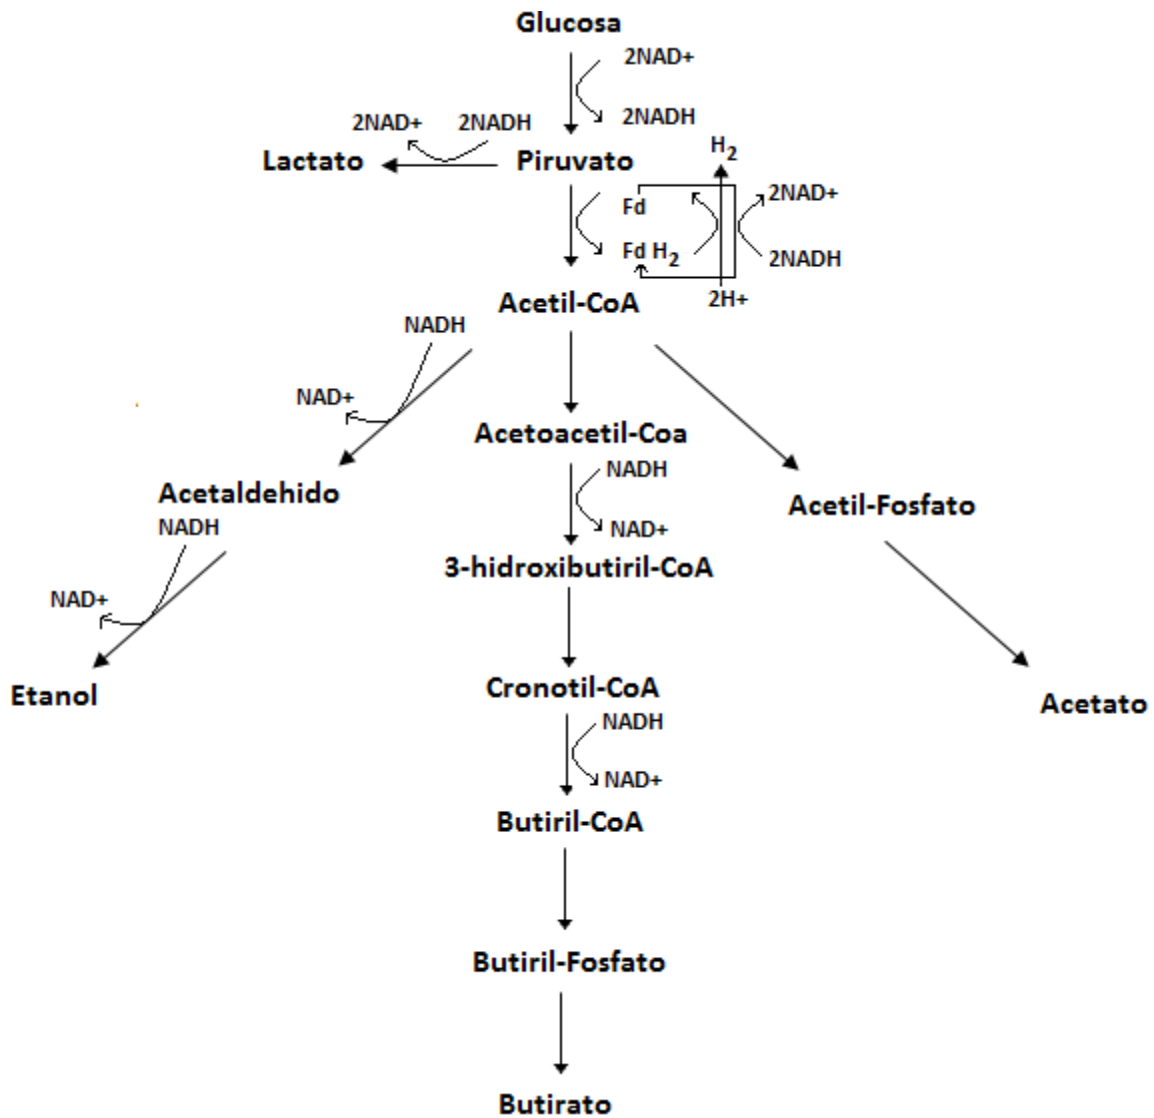 Glucosa
2NAD+
2NADH
2NAD+ 2NADH
H2
Lactato
Piruvato
Fd
2NAD+
Fd H2
2NADH
2H+
Acetil-CoA
NADH
NAD+
Acetoacetil-Coa
NADH
NAD+
Acetaldehido
NADH
Acetil-Fosfato
3-hidroxibutiril-CoA
NAD+
Etanol
Cronotil-CoA
Acetato
NADH
NAD+
Butiril-CoA
Butiril-Fosfato
Butirato